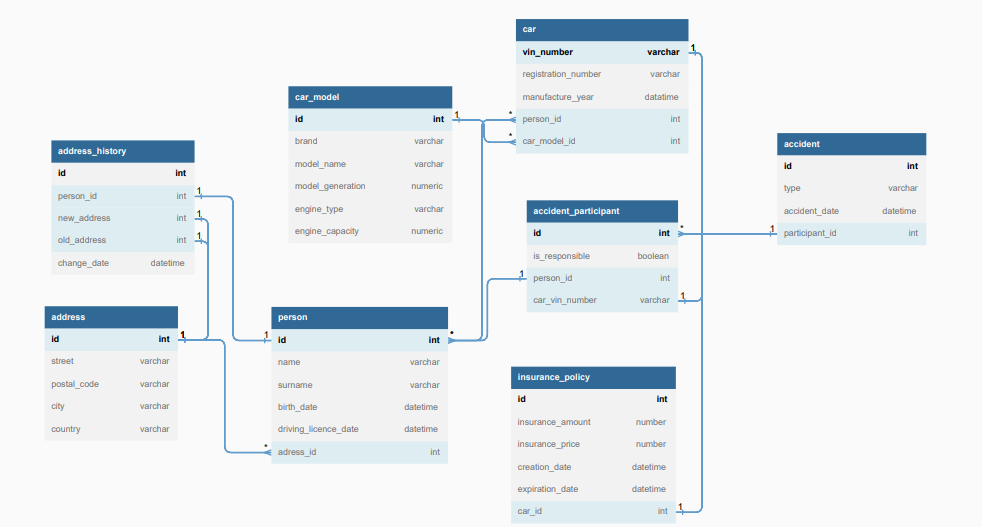 car
vin_number varchar
registration_number varchar
manufacture_year datatime
person_id int
car_model_id int
1
*
*
car_model
id int
brand varchar
model_name varchar
model_generation numeric
engine_type varchar
engine_capacity numeric
1
address_history
id int
person_id int
new_address int
old_address int
change_date datetime
1
1
1
accident
id int
type varchar
accident_date datetime
participant_id int
1
accident_participant
id int
is_responsible boolean
person_id int
car_vin_number varchar
*
1
1
address
id int
street varchar
postal_code varchar
city varchar
country varchar
1
person
id int
name varchar
surname varchar
birth_date datetime
driving_licence_date datetime
adress_id int
1
*
*
insurance_policy
id int
insurance_amount number
insurance_price number
creation_date datetime
expiration_date datetime
car_id int
1